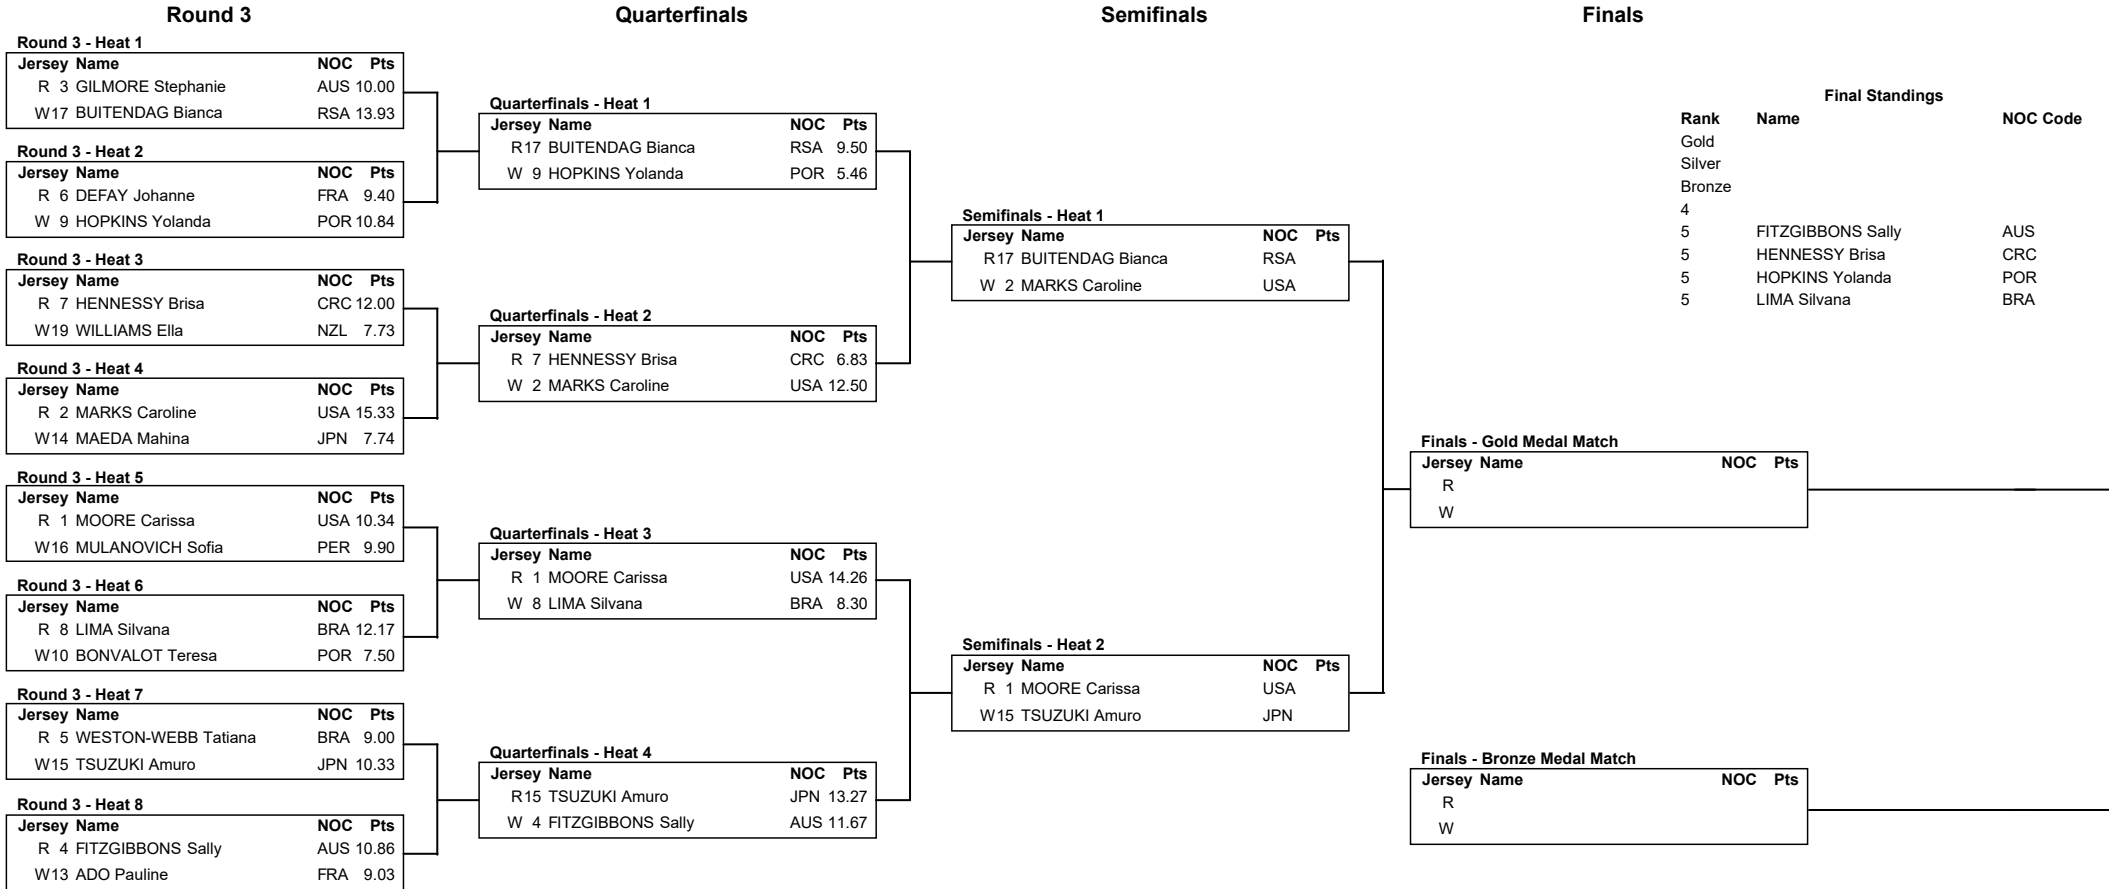 Round 3 Quarterfinals Semifinals Finals
Round 3 - Heat 1
Jersey Name NOC Pts
R 3 GILMORE Stephanie AUS 10.00
W17 BUITENDAG Bianca RSA 13.93
Round 3 - Heat 2
Jersey Name NOC Pts
R 6 DEFAY Johanne FRA 9.40
W 9 HOPKINS Yolanda POR 10.84
Round 3 - Heat 3
Jersey Name NOC Pts
R 7 HENNESSY Brisa CRC 12.00
W19 WILLIAMS Ella NZL 7.73
Round 3 - Heat 4
Jersey Name NOC Pts
R 2 MARKS Caroline USA 15.33
W14 MAEDA Mahina JPN 7.74
Round 3 - Heat 5
Jersey Name NOC Pts
R 1 MOORE Carissa USA 10.34
W16 MULANOVICH Sofia PER 9.90
Round 3 - Heat 6
Jersey Name NOC Pts
R 8 LIMA Silvana BRA 12.17
W10 BONVALOT Teresa POR 7.50
Round 3 - Heat 7
Jersey Name NOC Pts
R 5 WESTON-WEBB Tatiana BRA 9.00
W15 TSUZUKI Amuro JPN 10.33
Round 3 - Heat 8
Jersey Name NOC Pts
R 4 FITZGIBBONS Sally AUS 10.86
W13 ADO Pauline FRA 9.03
Quarterfinals - Heat 1
Jersey Name NOC Pts
R17 BUITENDAG Bianca RSA 9.50
W 9 HOPKINS Yolanda POR 5.46
Quarterfinals - Heat 2
Jersey Name NOC Pts
R 7 HENNESSY Brisa CRC 6.83
W 2 MARKS Caroline USA 12.50
Quarterfinals - Heat 3
Jersey Name NOC Pts
R 1 MOORE Carissa USA 14.26
W 8 LIMA Silvana BRA 8.30
Quarterfinals - Heat 4
Jersey Name NOC Pts
R15 TSUZUKI Amuro JPN 13.27
W 4 FITZGIBBONS Sally AUS 11.67
Semifinals - Heat 1
Jersey Name NOC Pts
R17 BUITENDAG Bianca RSA
W 2 MARKS Caroline USA
Semifinals - Heat 2
Jersey Name NOC Pts
R 1 MOORE Carissa USA
W15 TSUZUKI Amuro JPN
Finals - Gold Medal Match
Jersey Name NOC Pts
R
W
Finals - Bronze Medal Match
Jersey Name NOC Pts
R
W
Final Standings
Rank Name NOC Code
Gold
Silver
Bronze
4
5 FITZGIBBONS Sally AUS
5 HENNESSY Brisa CRC
5 HOPKINS Yolanda POR
5 LIMA Silvana BRA